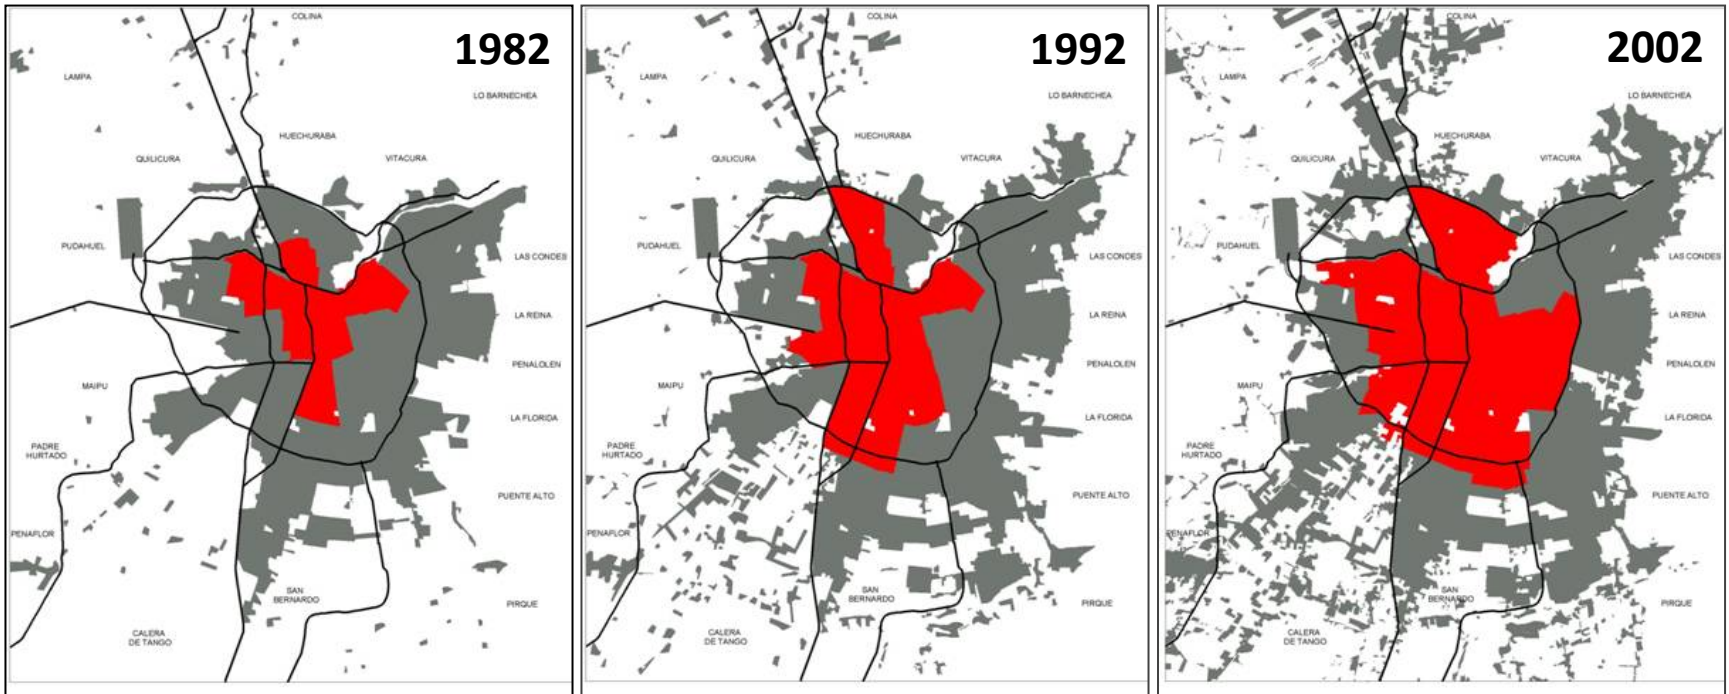 1982
COLINA
LAMPA
LO BARNECHEA
HUECHURABA
QUILICURA
VITACURA
PUDAHUEL
LAS CONDES
LA REINA
PENALOLEN
MAIPU
LA FLORIDA
PADRE
HURTADO
PUENTE ALTO
PENAFLOR
SAN
BERNARDO
PIRQUE
CALERA
DE TANGO
1992
COLINA
LAMPA
LO BARNECHEA
HUECHURABA
QUILICURA
VITACURA
PUDAHUEL
LAS CONDES
LA REINA
PENALOLEN
MAIPU
LA FLORIDA
PADRE
HURTADO
PUENTE ALTO
PENAFLOR
SAN
BERNARDO
PIRQUE
CALERA
DE TANGO
2002
COLINA
LAMPA
LO BARNECHEA
HUECHURABA
QUILICURA
VITACURA
PUDAHUEL
LAS CONDES
LA REINA
PENALOLEN
MAIPU
LA FLORIDA
PADRE
HURTADO
PUENTE ALTO
PENAFLOR
SAN
BERNARDO
PIRQUE
CALERA
DE TANGO